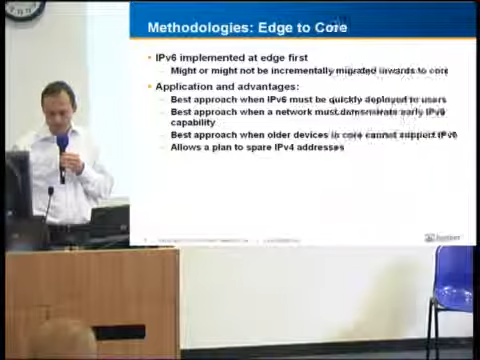 Methodologies: Edge to Core
IPv6 implemented at edge first
Might or might not be incrementally migrated inwards to core
Application and advantages:
Best approach when IPv6 must be quickly deployed to users
Best approach when a network must demonstrate early IPv6
capability
Best approach when older devices in core cannot support IPv6
Allows a plan to spare IPv4 addresses